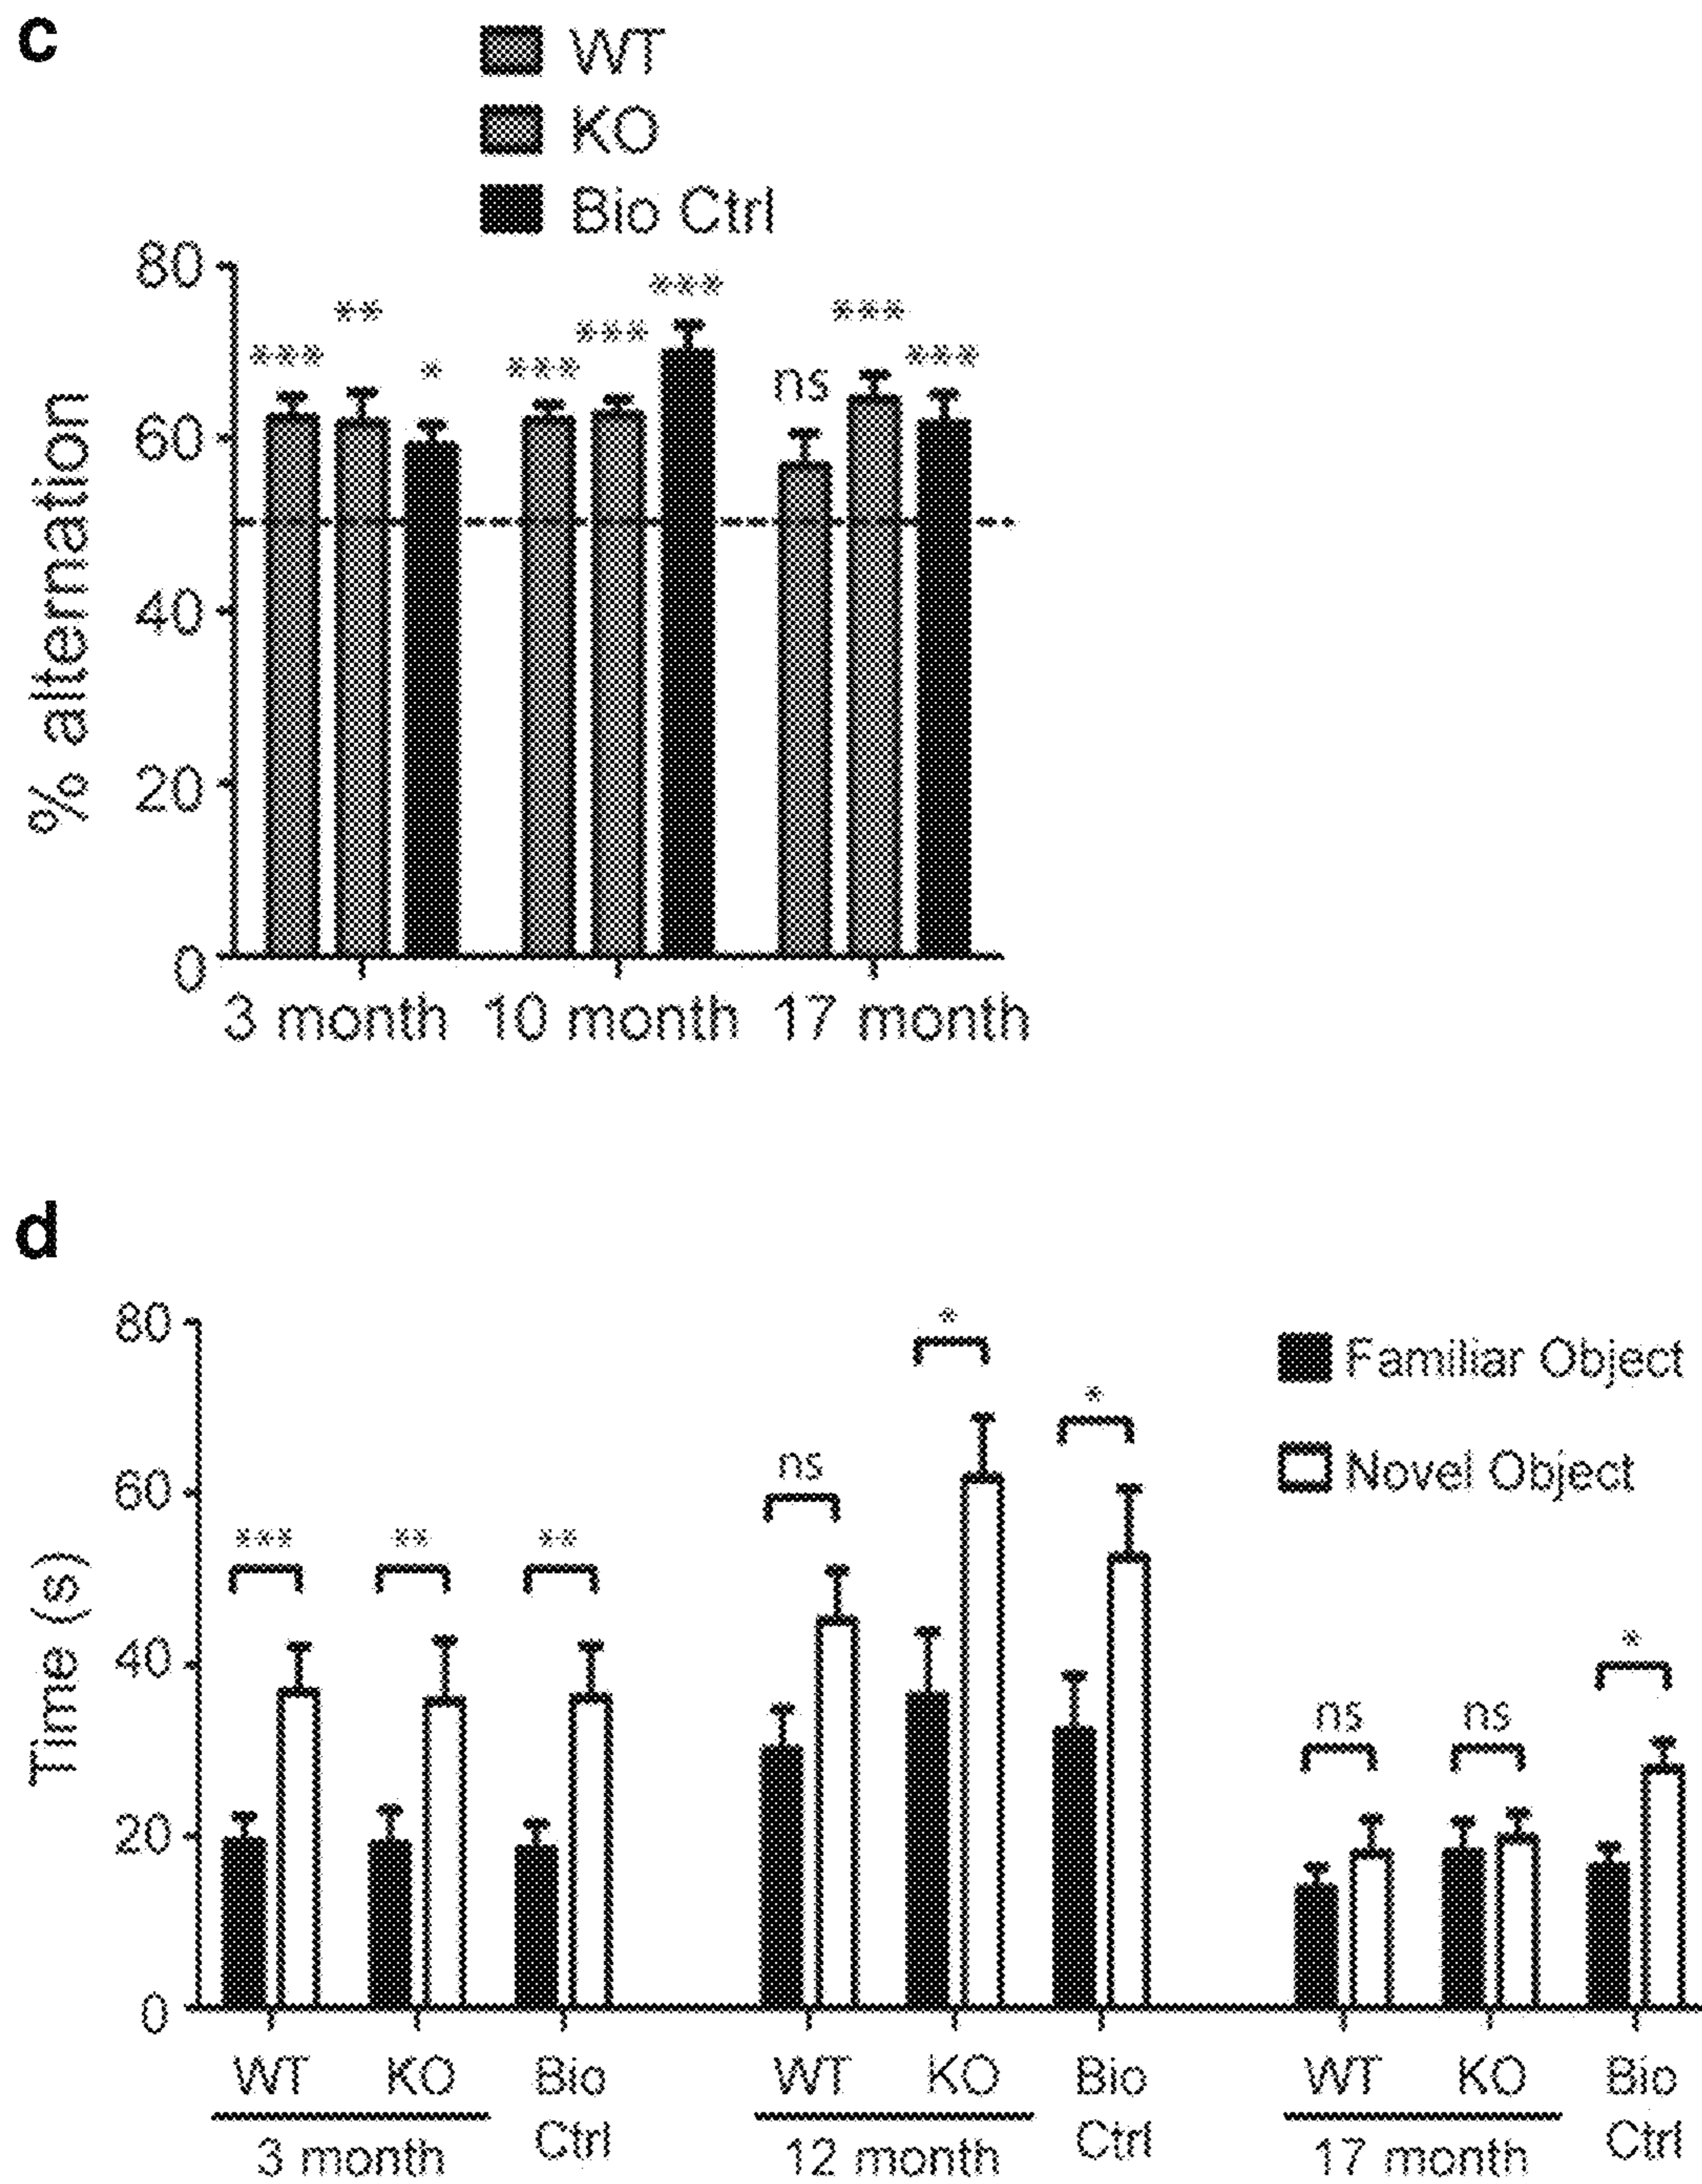 c
WT
KO
Bio Ctrl
80
60
40
20
0
% alternation
***
**
*
***
***
***
ns
***
***
3 month 10 month 17 month
d
80
60
40
20
0
Time (s)
Familiar Object
Novel Object
***
**
**
ns
*
*
ns
ns
*
WT KO Bio Ctrl WT KO Bio Ctrl WT KO Bio Ctrl
3 month 12 month 17 month